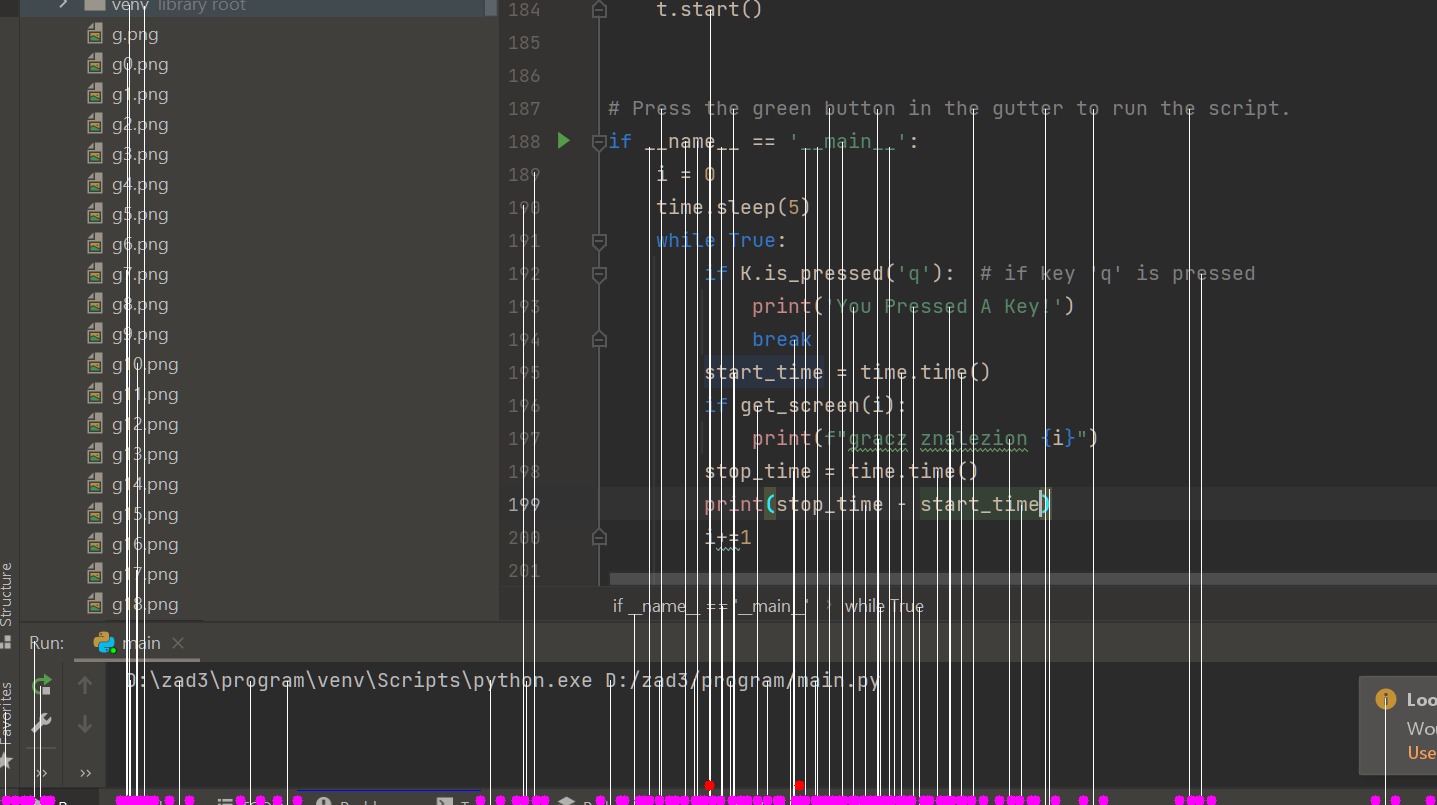 venv library root
g.png
g0.png
g1.png
g2.png
g3.png
g4.png
g5.png
g6.png
g7.png
g8.png
g9.png
g10.png
g11.png
g12.png
g13.png
g14.png
g15.png
g16.png
g17.png
g18.png
184 t.start()
185
186
187 # Press the green button in the gutter to run the script.
188 if __name__ == '__main__':
189 i = 0
190 time.sleep(5)
191 while True:
192 if K.is_pressed('q'):  # if key 'q' is pressed
193 print('You Pressed A Key!')
194 break
195 start_time = time.time()
196 if get_screen(i):
197 print(f"gracz znalezion {i}")
198 stop_time = time.time()
199 print(stop_time - start_time)
200 i+=1
201
if __name__ == '__main__' › while True
Structure
Favorites
Run: main
D:\zad3\program\venv\Scripts\python.exe D:/zad3/program/main.py